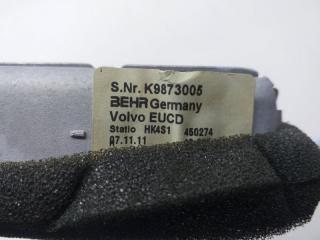 S.Nr. K9873005
BEHR Germany
Volvo EUCD
Statio HK4S1 450274
07.11.11